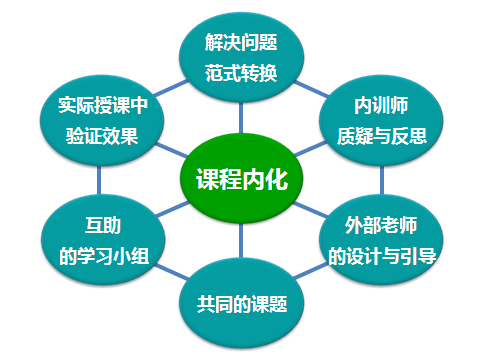 解决问题
范式转换
实际授课中
验证效果
内训师
质疑与反思
课程内化
互助
的学习小组
外部老师
的设计与引导
共同的课题